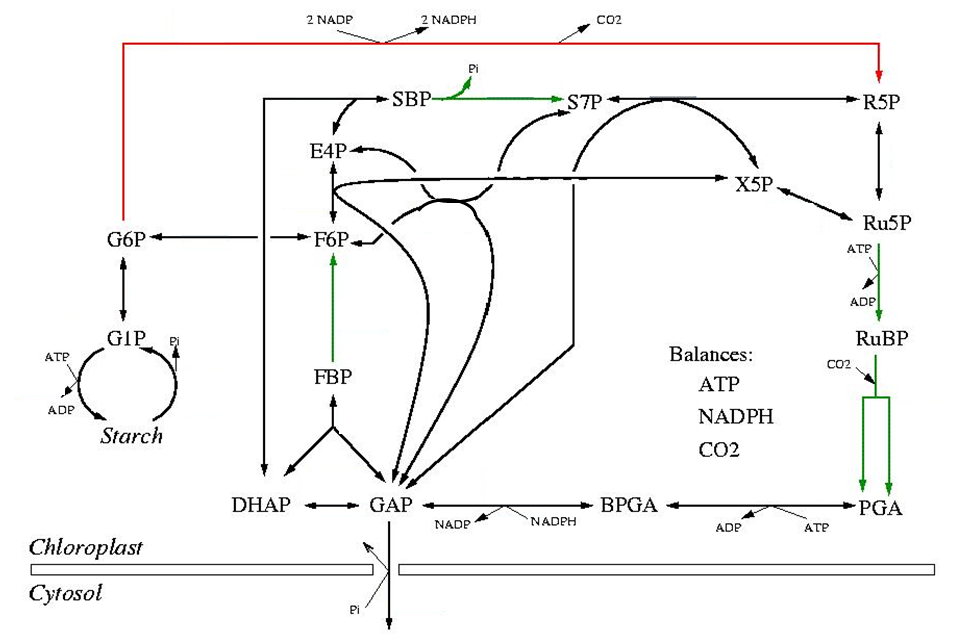 2 NADP 2 NADPH CO2
Pi
SBP S7P R5P
E4P
X5P
G6P F6P Ru5P
ATP
ADP
G1P Pi RuBP
ATP
Balances:
CO2
FBP
ATP
ADP
NADPH
Starch
CO2
DHAP GAP BPGA PGA
NADP NADPH ADP ATP
Chloroplast
Cytosol
Pi